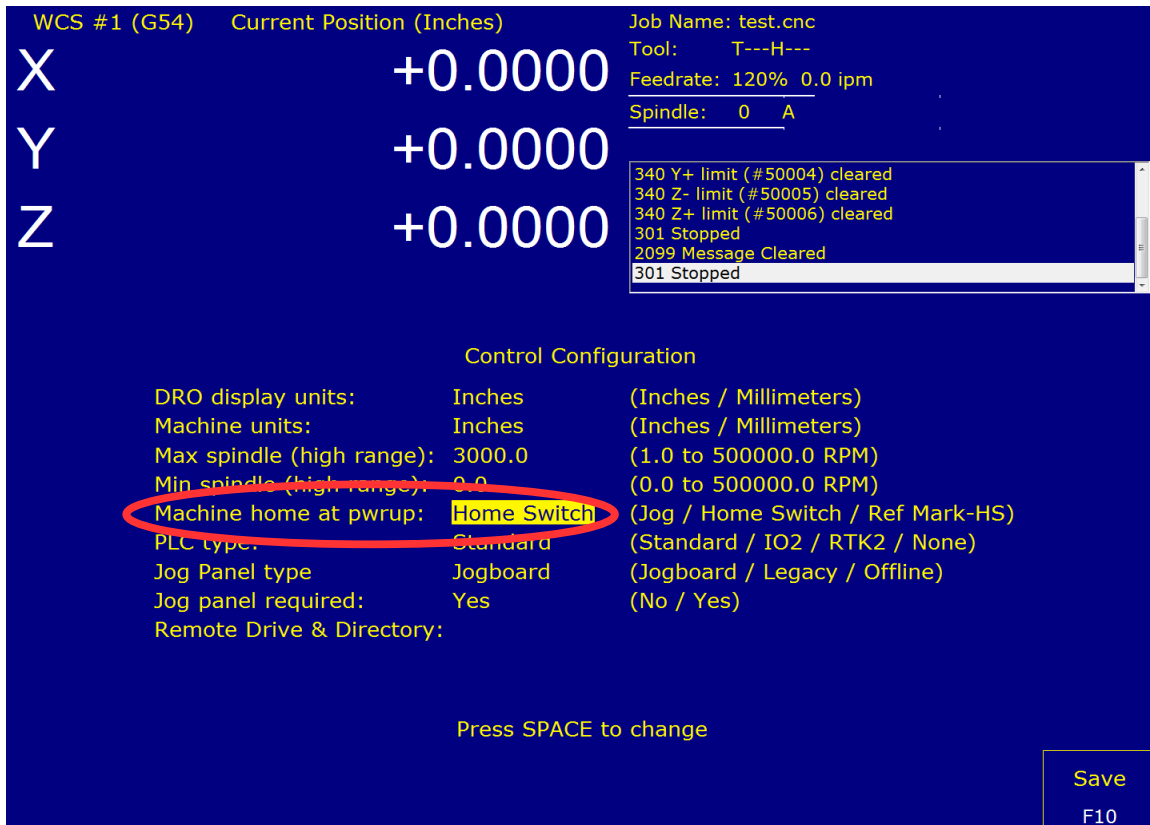 WCS #1 (G54) Current Position (Inches)
X +0.0000
Y +0.0000
Z +0.0000
Job Name: test.cnc
Tool: T---H---
Feedrate: 120% 0.0 ipm
Spindle: 0 A
340 Y+ limit (#50004) cleared
340 Z- limit (#50005) cleared
340 Z+ limit (#50006) cleared
301 Stopped
2099 Message Cleared
301 Stopped
Control Configuration
DRO display units: Inches (Inches / Millimeters)
Machine units: Inches (Inches / Millimeters)
Max spindle (high range): 3000.0 (1.0 to 500000.0 RPM)
Min spindle (high range): 0.0 (0.0 to 500000.0 RPM)
Machine home at pwrup: Home Switch (Jog / Home Switch / Ref Mark-HS)
PLC type: Standard (Standard / IO2 / RTK2 / None)
Jog Panel type Jogboard (Jogboard / Legacy / Offline)
Jog panel required: Yes (No / Yes)
Remote Drive & Directory:
Press SPACE to change
Save
F10